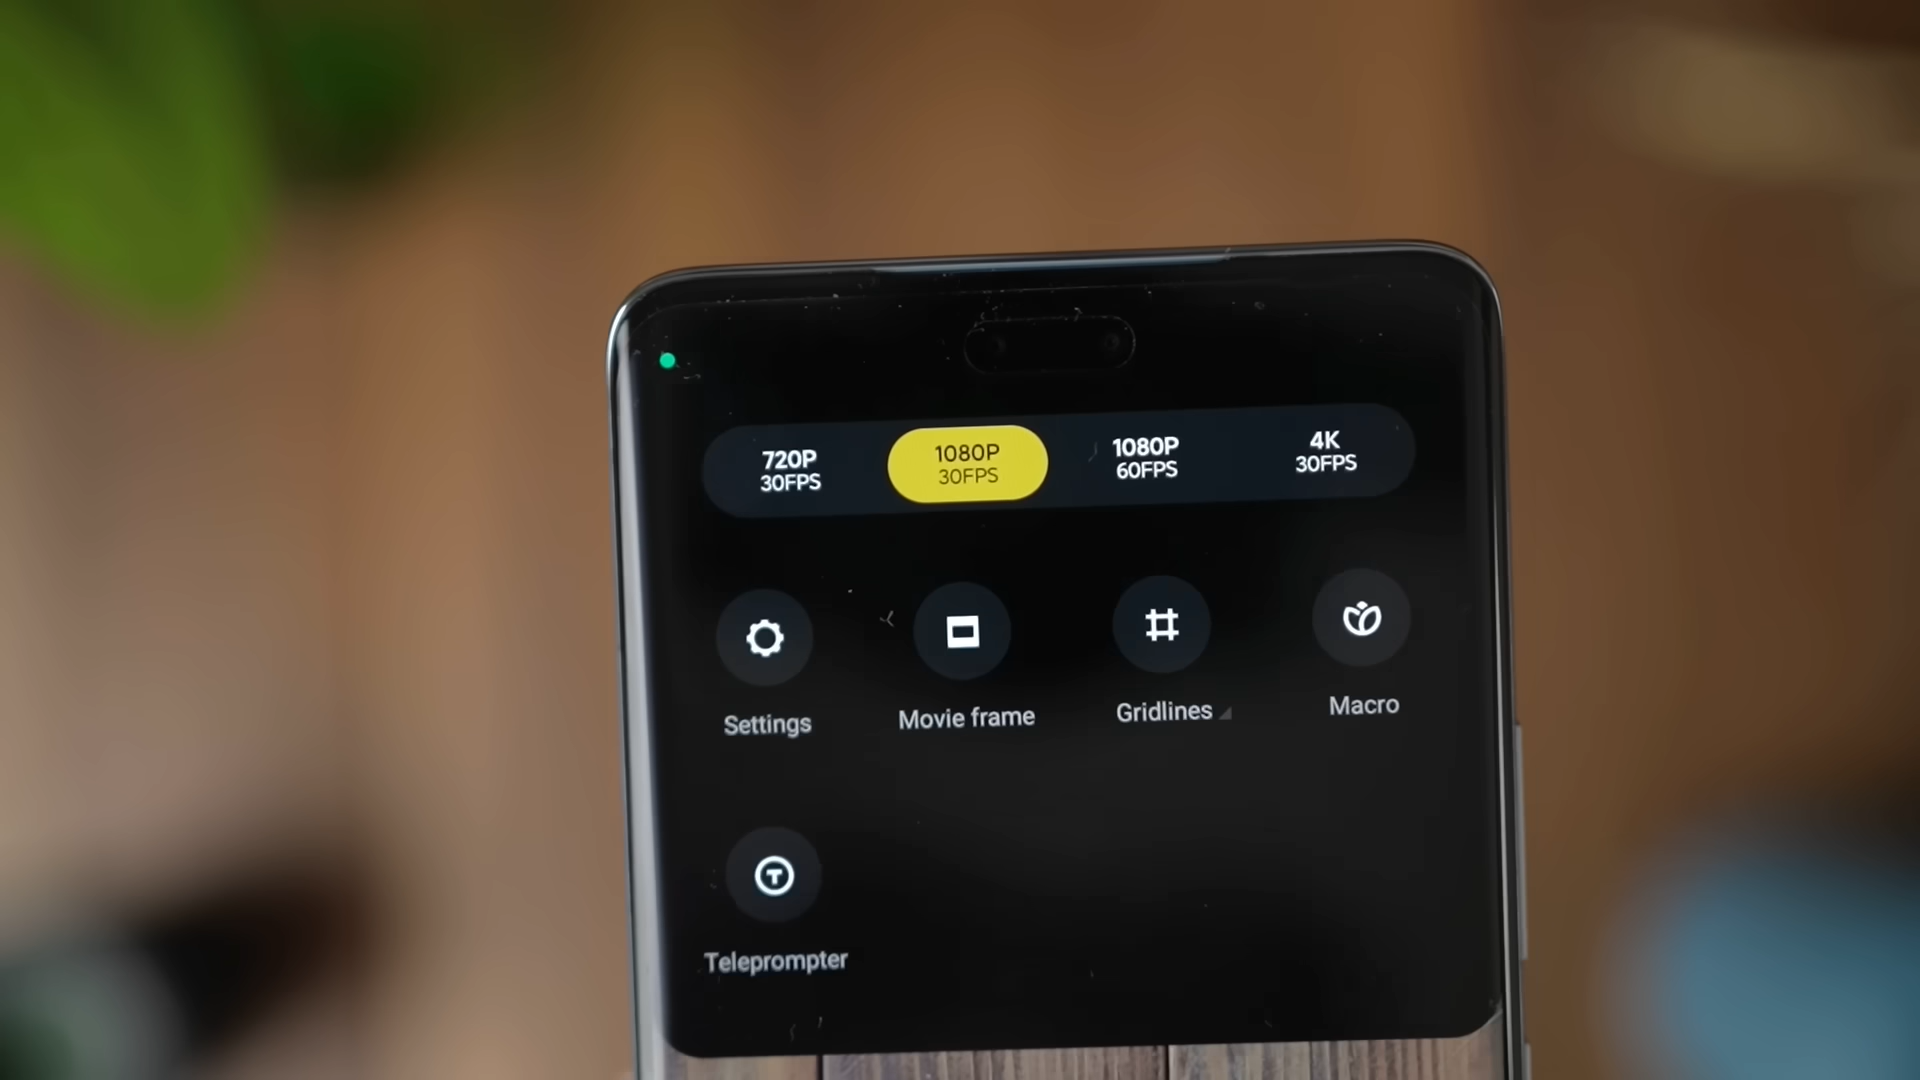 720P
30FPS
1080P
30FPS
1080P
60FPS
4K
30FPS
Settings
Movie frame
Gridlines
Macro
Teleprompter